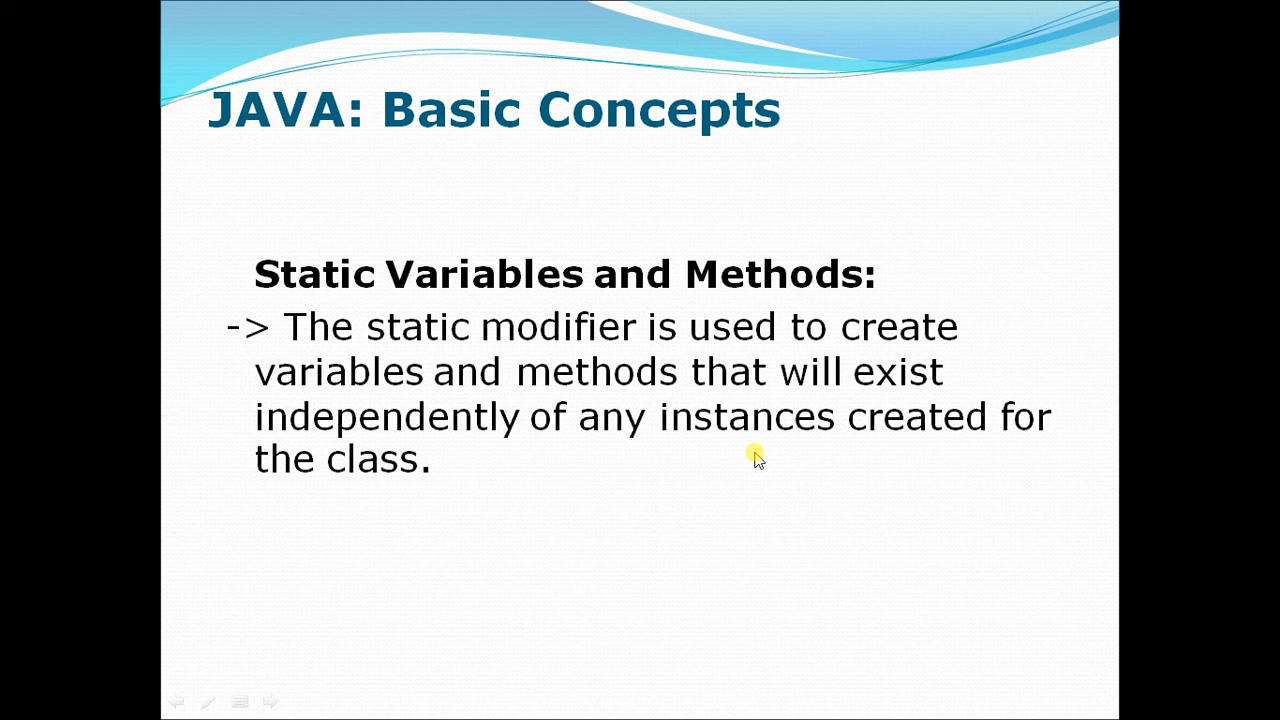 JAVA: Basic Concepts
Static Variables and Methods:
-> The static modifier is used to create
variables and methods that will exist
independently of any instances created for
the class.